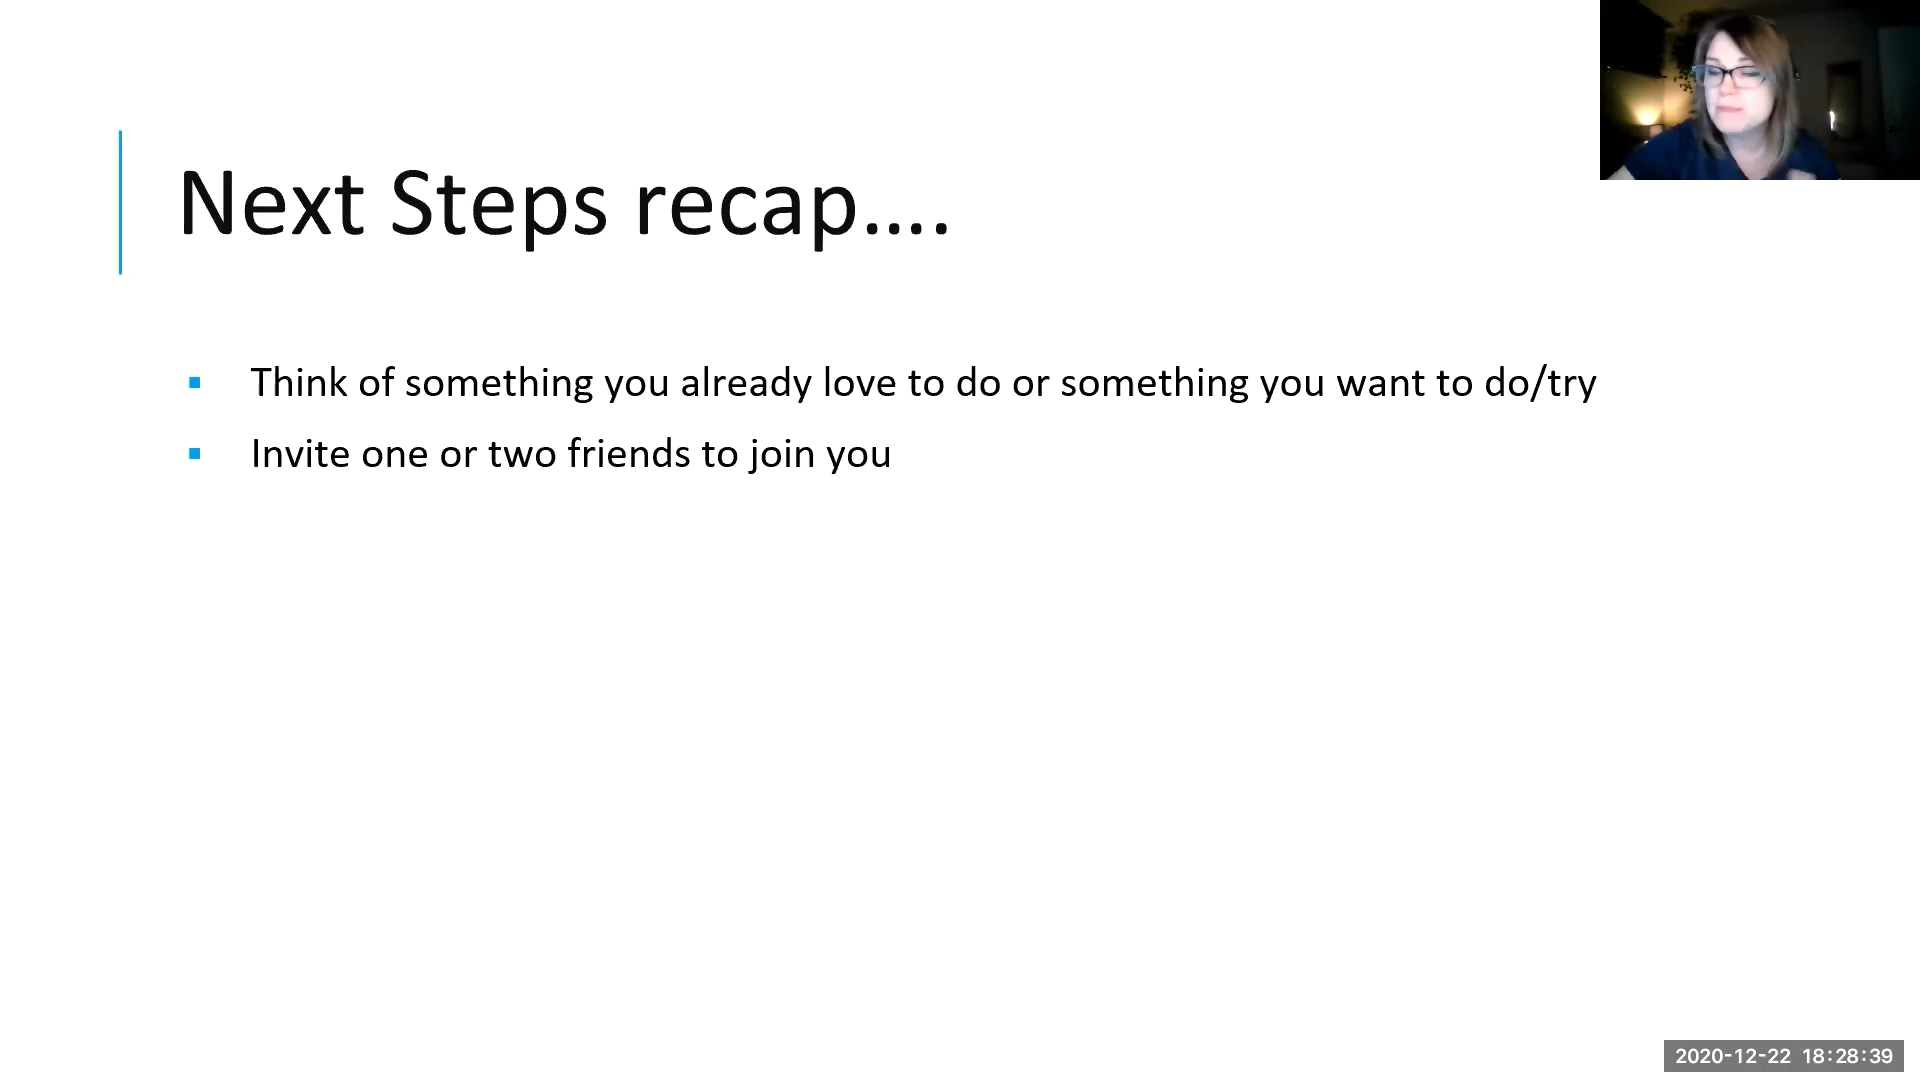 Next Steps recap....
Think of something you already love to do or something you want to do/try
Invite one or two friends to join you
2020-12-22 18:28:39